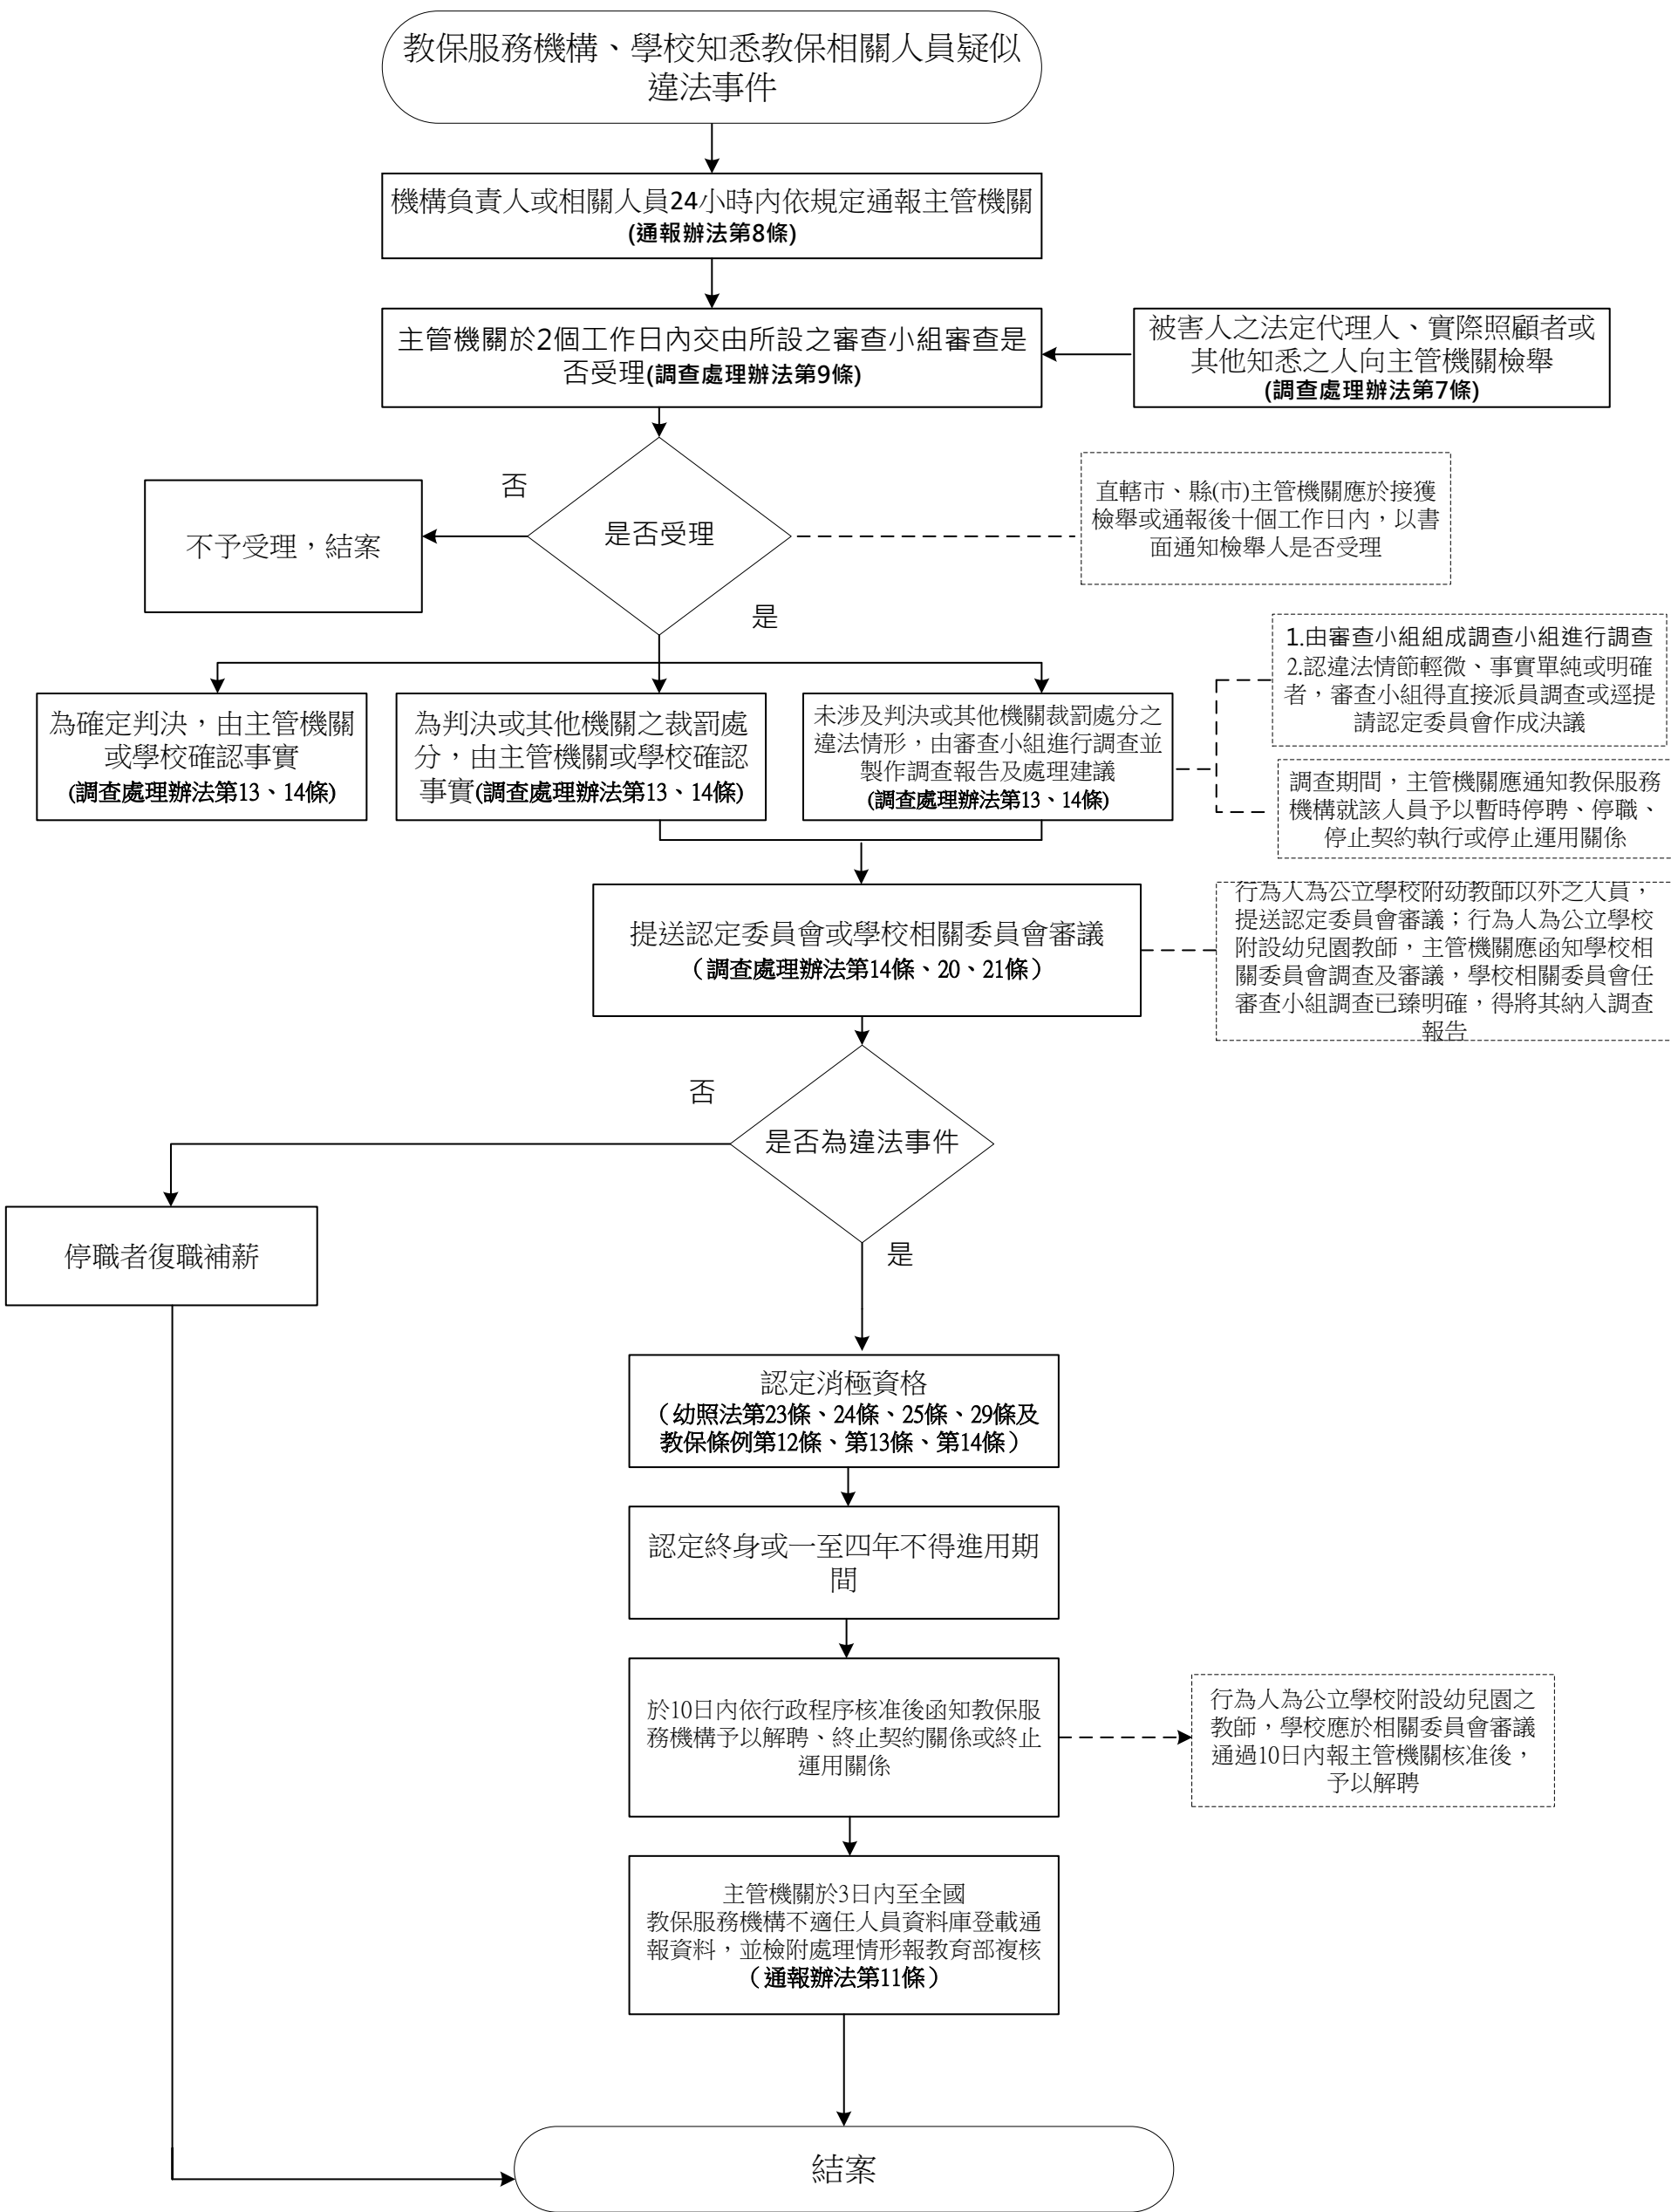 教保服務機構、學校知悉教保相關人員疑似
違法事件
機構負責人或相關人員24小時內依規定通報主管機關
(通報辦法第8條)
主管機關於2個工作日內交由所設之審查小組審查是
否受理(調查處理辦法第9條)
被害人之法定代理人、實際照顧者或
其他知悉之人向主管機關檢舉
(調查處理辦法第7條)
否
是否受理
不予受理，結案
直轄市、縣(市)主管機關應於接獲
檢舉或通報後十個工作日內，以書
面通知檢舉人是否受理
是
為確定判決，由主管機關
或學校確認事實
(調查處理辦法第13、14條)
為判決或其他機關之裁罰處
分，由主管機關或學校確認
事實(調查處理辦法第13、14條)
未涉及判決或其他機關裁罰處分之
違法情形，由審查小組進行調查並
製作調查報告及處理建議
(調查處理辦法第13、14條)
1.由審查小組組成調查小組進行調查
2.認違法情節輕微、事實單純或明確
者，審查小組得直接派員調查或逕提
請認定委員會作成決議
調查期間，主管機關應通知教保服務
機構就該人員予以暫時停聘、停職、
停止契約執行或停止運用關係
提送認定委員會或學校相關委員會審議
（調查處理辦法第14條、20、21條）
行為人為公立學校附幼教師以外之人員，
提送認定委員會審議；行為人為公立學校
附設幼兒園教師，主管機關應函知學校相
關委員會調查及審議，學校相關委員會任
審查小組調查已臻明確，得將其納入調查
報告
否
是否為違法事件
是
停職者復職補薪
認定消極資格
（幼照法第23條、24條、25條、29條及
教保條例第12條、第13條、第14條）
認定終身或一至四年不得進用期
間
於10日內依行政程序核准後函知教保服
務機構予以解聘、終止契約關係或終止
運用關係
行為人為公立學校附設幼兒園之
教師，學校應於相關委員會審議
通過10日內報主管機關核准後，
予以解聘
主管機關於3日內至全國
教保服務機構不適任人員資料庫登載通
報資料，並檢附處理情形報教育部複核
（通報辦法第11條）
結案